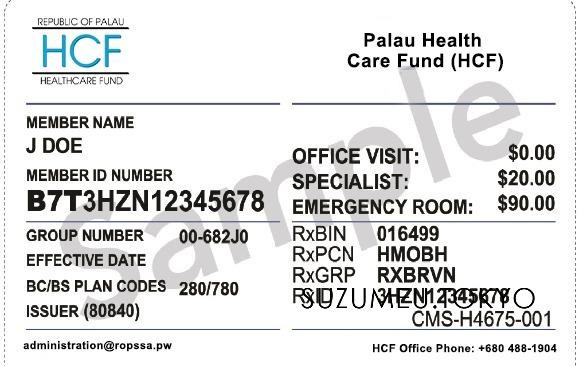 REPUBLIC OF PALAU
HCF
HEALTHCARE FUND
Palau Health
Care Fund (HCF)
MEMBER NAME
J DOE
MEMBER ID NUMBER
B7T3HZN12345678
GROUP NUMBER 00-682J0
EFFECTIVE DATE
BC/BS PLAN CODES 280/780
ISSUER (80840)
OFFICE VISIT: $0.00
SPECIALIST: $20.00
EMERGENCY ROOM: $90.00
RxBIN 016499
RxPCN HMOBH
RxGRP RXBRVN
RxID 3HZN12345678
CMS-H4675-001
administration@ropssa.pw
HCF Office Phone: +680 488-1904
Sample